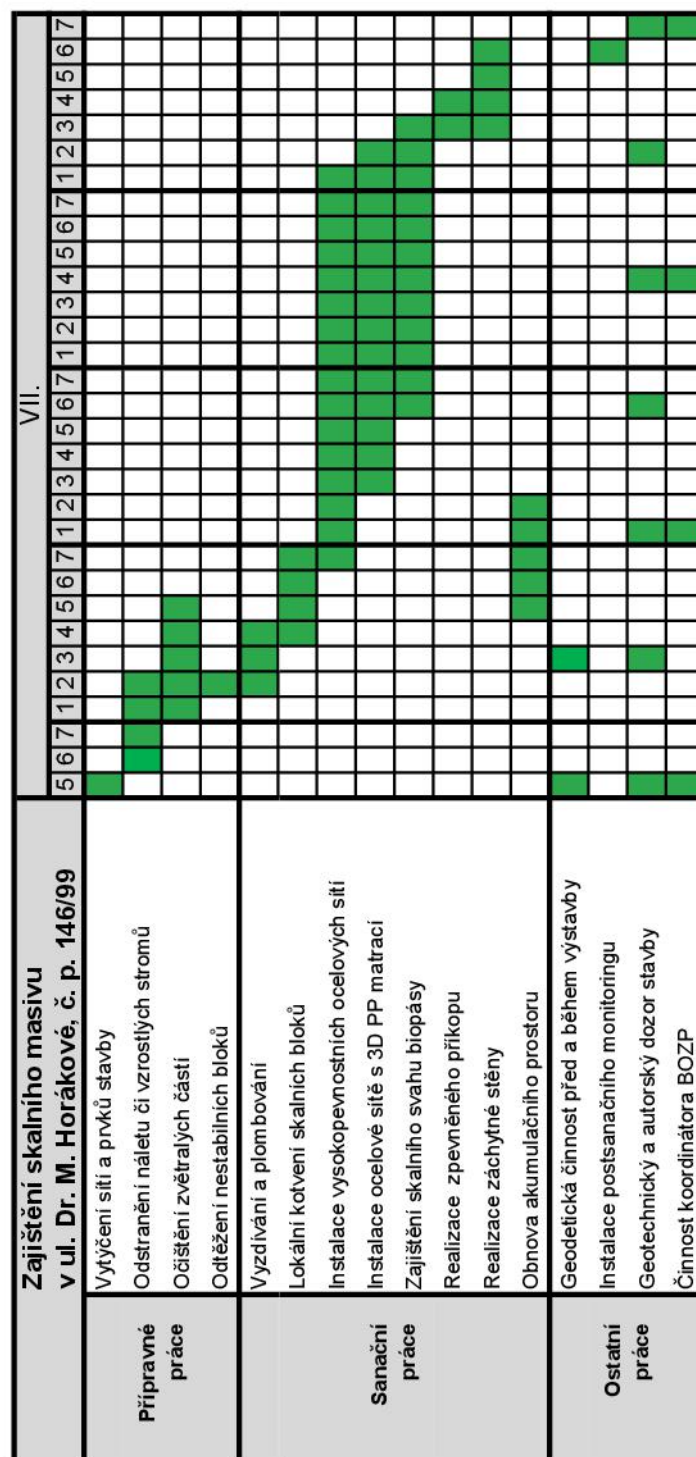 Zajištění skalního masivu
v ul. Dr. M. Horákové, č. p. 146/99
VII.
5 6 7 1 2 3 4 5 6 7 1 2 3 4 5 6 7 1 2 3 4 5 6 7 1 2 3 4 5 6 7
Přípravné
práce
Vytýčení sítí a prvků stavby
Odstranění náletu či vzrostlých stromů
Očištění zvětralých částí
Odtěžení nestabilních bloků
Sanační
práce
Vyzdívání a plombování
Lokální kotvení skalních bloků
Instalace vysokopevnostních ocelových sítí
Instalace ocelové sítě s 3D PP matrací
Zajištění skalního svahu biopásy
Realizace zpevněného příkopu
Realizace záchytné stěny
Obnova akumulačního prostoru
Ostatní
práce
Geodetická činnost před a během výstavby
Instalace postsanačního monitoringu
Geotechnický a autorský dozor stavby
Činnost koordinátora BOZP